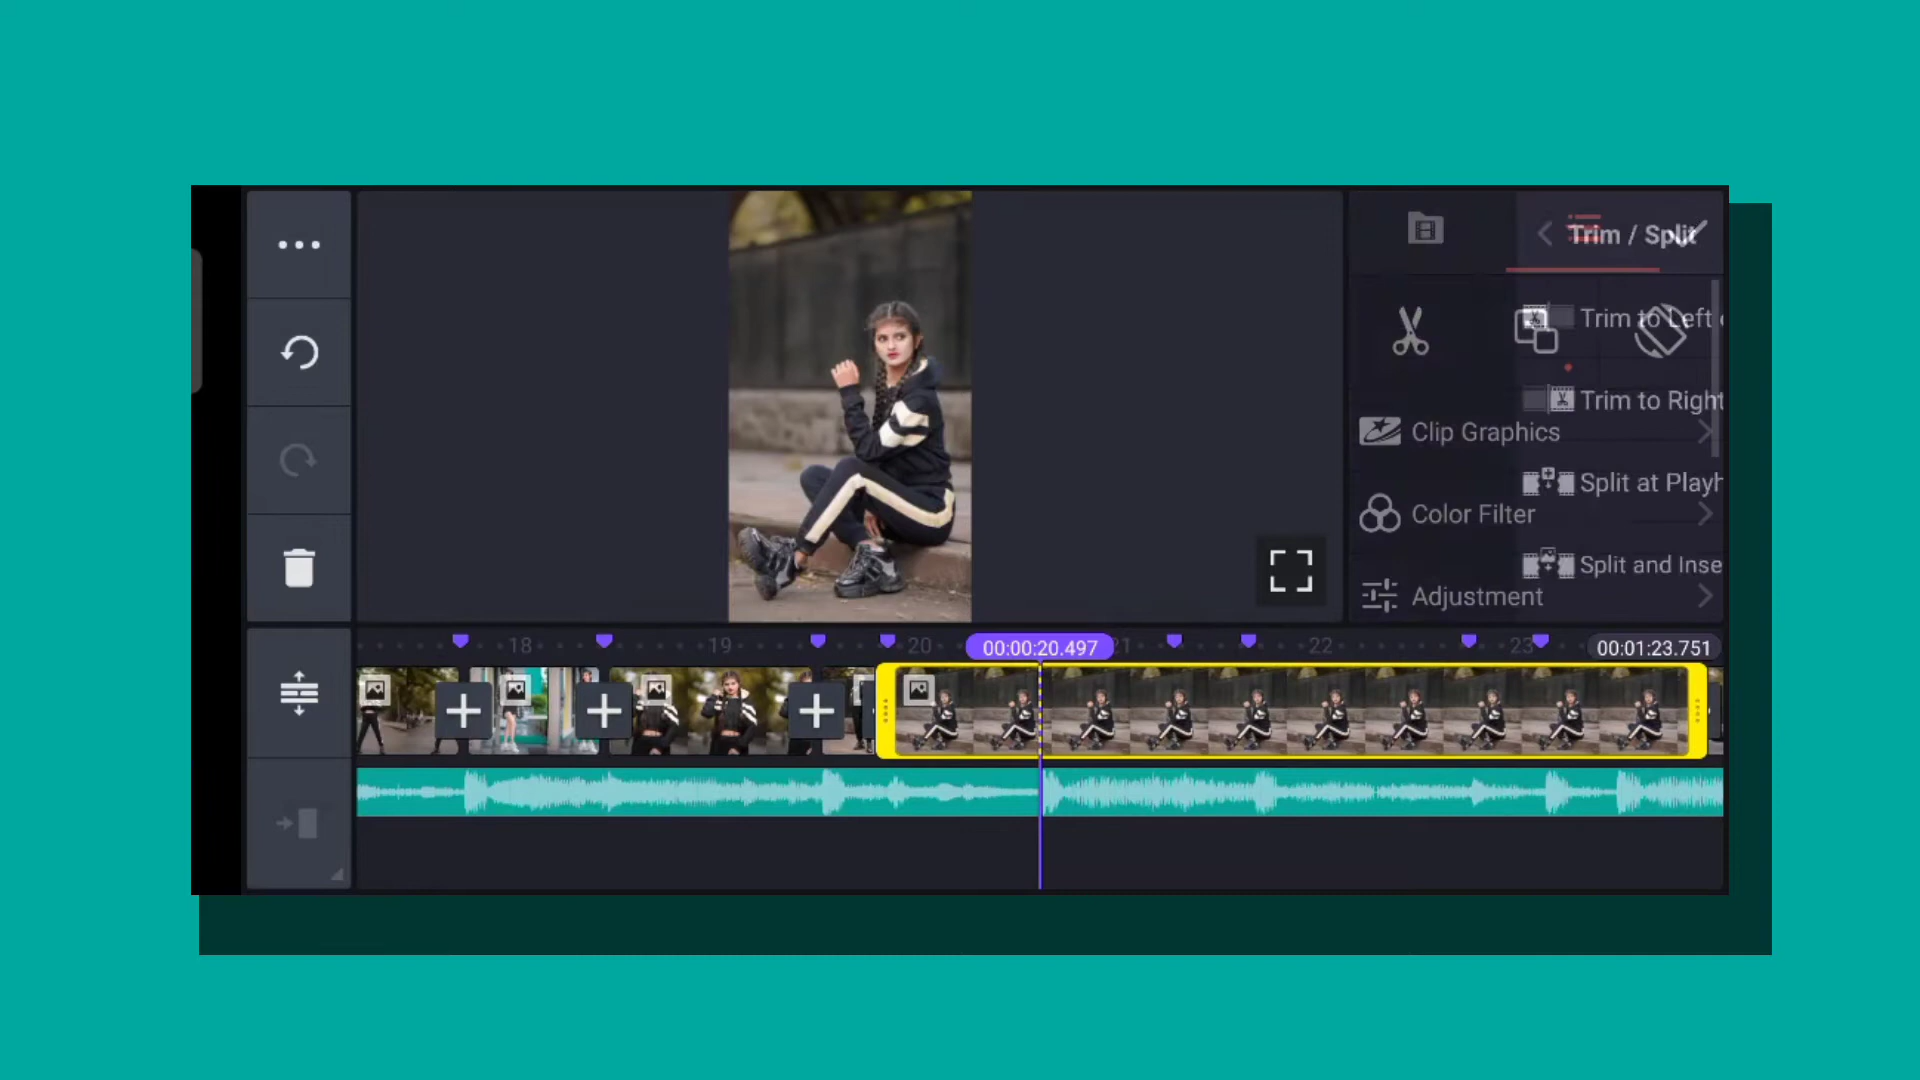 Trim / Split
Trim to Left
Trim to Right
Clip Graphics
Split at Playh
Color Filter
Split and Inse
Adjustment
18
19
20
00:00:20.497
22
23
00:01:23.751